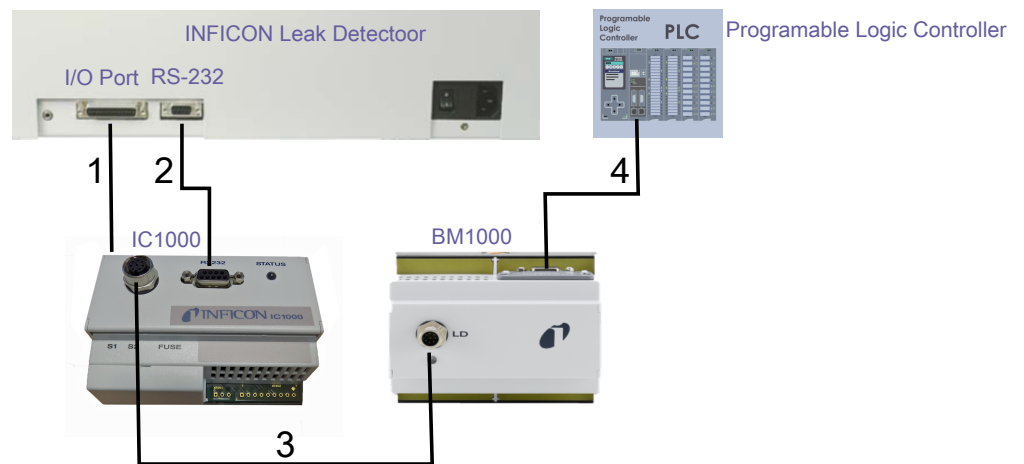 INFICON Leak Detectoor
Programable
Logic
Controller
PLC
Programable Logic Controller
I/O Port
RS-232
1
2
4
IC1000
BM1000
RS232
STATUS
INFICON IC1000
LD
S1
S2
FUSE
3